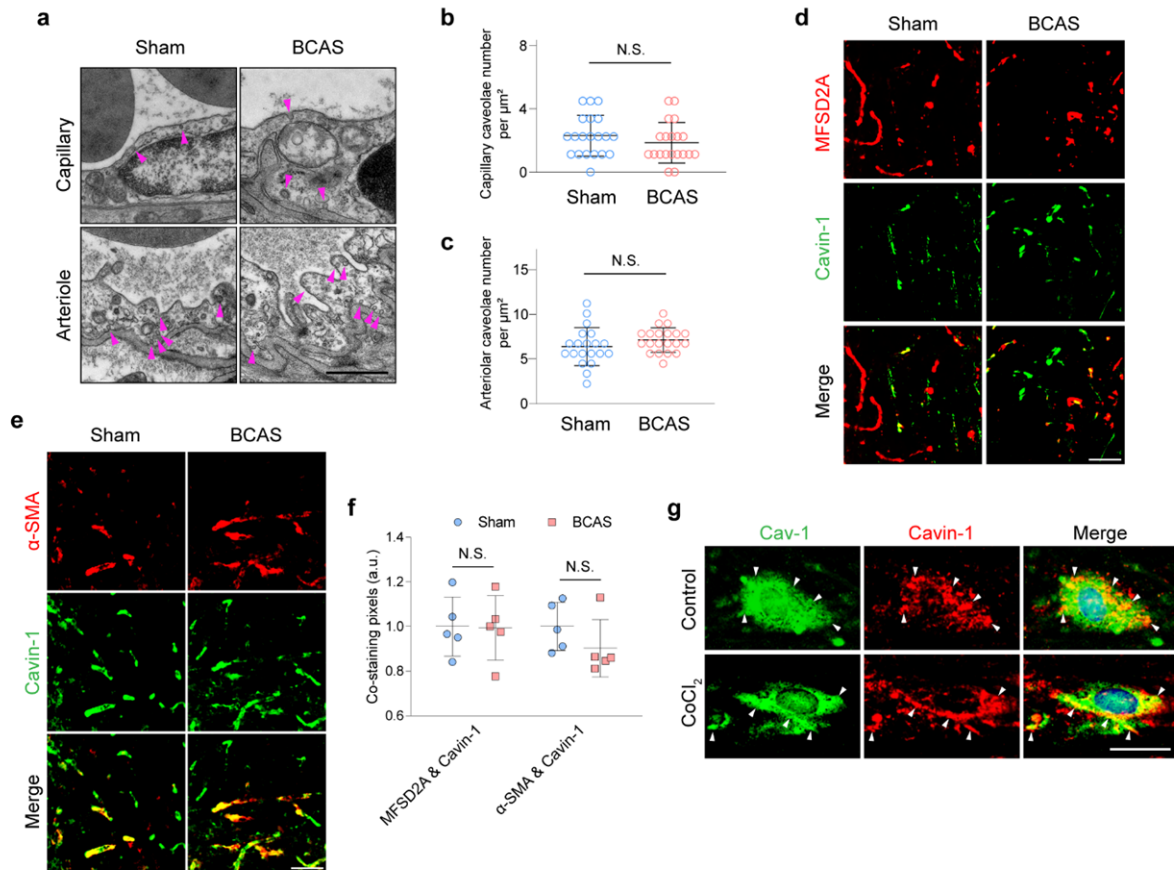 a
Sham BCAS
Capillary
Arteriole
b
Capillary caveolae number
per µm²
8
4
0
N.S.
Sham BCAS
c
Arteriolar caveolae number
per µm²
15
10
5
0
N.S.
Sham BCAS
d
Sham BCAS
MFSD2A
Cavin-1
Merge
e
Sham BCAS
α-SMA
Cavin-1
Merge
f
Sham BCAS
Co-staining pixels (a.u.)
1.4
1.2
1.0
0.8
0.6
N.S.
N.S.
MFSD2A & Cavin-1
α-SMA & Cavin-1
g
Cav-1 Cavin-1 Merge
Control
CoCl₂